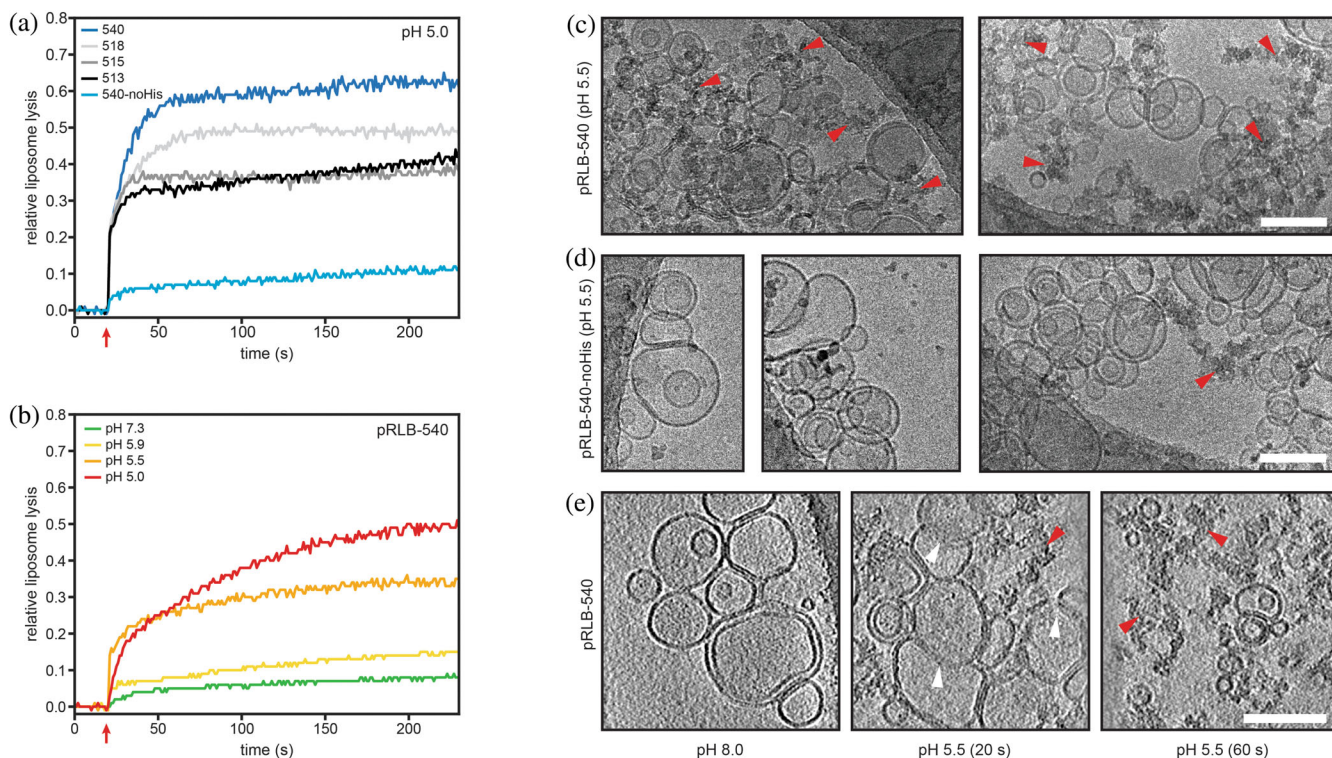 (a)
pH 5.0
540
518
515
513
540-noHis
relative liposome lysis
0.8
0.7
0.6
0.5
0.4
0.3
0.2
0.1
0.0
0 50 100 150 200
time (s)
(b)
pRLB-540
pH 7.3
pH 5.9
pH 5.5
pH 5.0
relative liposome lysis
0.8
0.7
0.6
0.5
0.4
0.3
0.2
0.1
0.0
0 50 100 150 200
time (s)
(c)
pRLB-540 (pH 5.5)
(d)
pRLB-540-noHis (pH 5.5)
(e)
pRLB-540
pH 8.0 pH 5.5 (20 s) pH 5.5 (60 s)